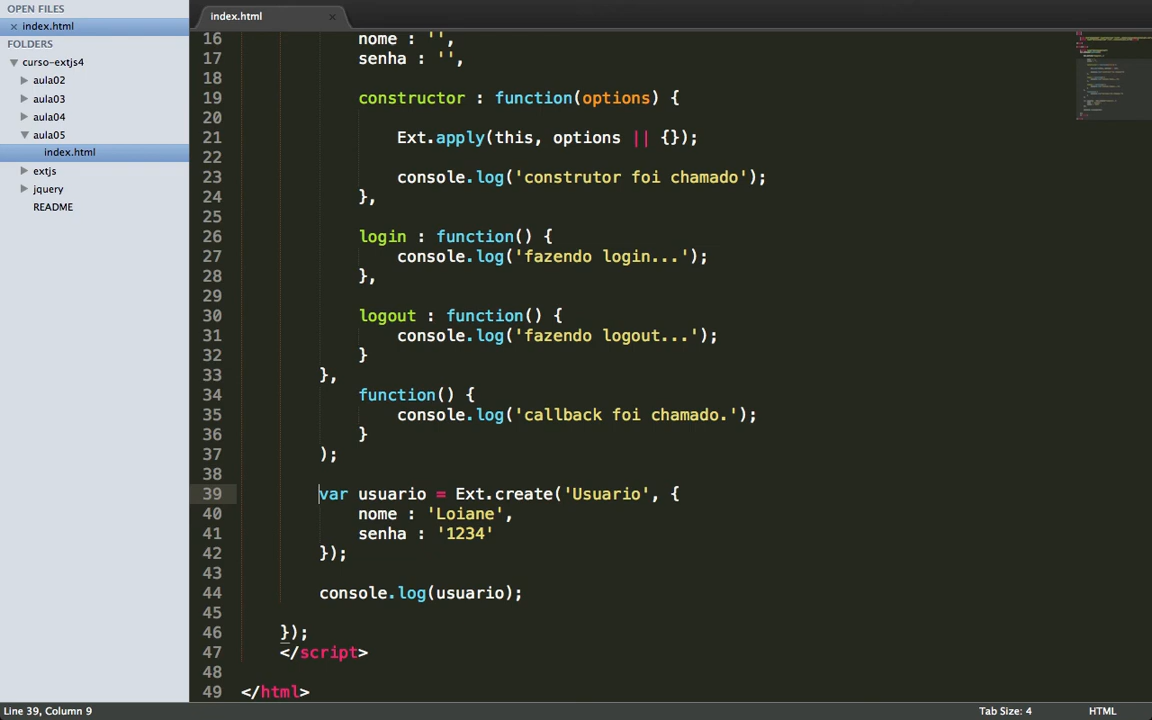 OPEN FILES
× index.html
FOLDERS
curso-extjs4
aula02
aula03
aula04
aula05
index.html
extjs
jquery
README
index.html ×
16 nome : '',
17 senha : '',
18
19 constructor : function(options) {
20
21 Ext.apply(this, options || {});
22
23 console.log('construtor foi chamado');
24 },
25
26 login : function() {
27 console.log('fazendo login...');
28 },
29
30 logout : function() {
31 console.log('fazendo logout...');
32 }
33 },
34 function() {
35 console.log('callback foi chamado.');
36 }
37 );
38
39 var usuario = Ext.create('Usuario', {
40 nome : 'Loiane',
41 senha : '1234'
42 });
43
44 console.log(usuario);
45
46 });
47 </script>
48
49 </html>
Line 39, Column 9
Tab Size: 4
HTML